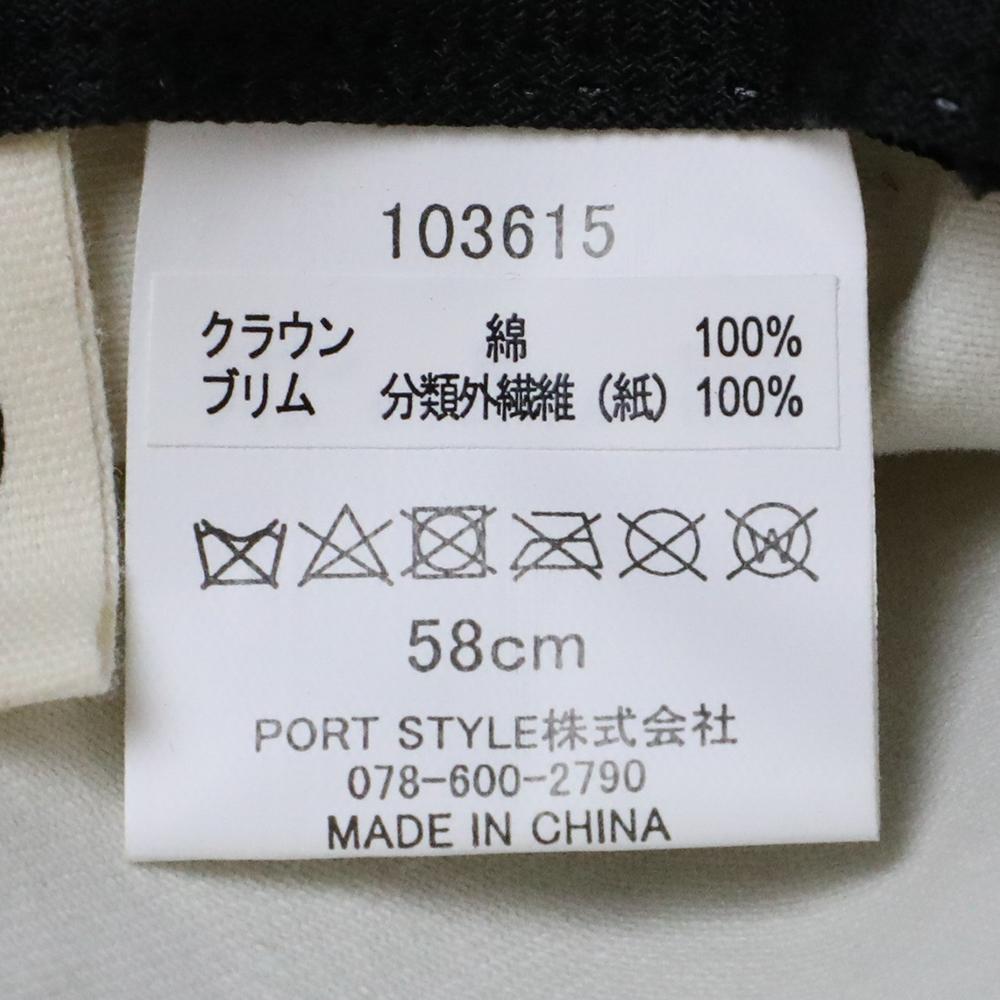 103615
クラウン 綿 100%
ブリム 分類外繊維（紙） 100%
W
58cm
PORT STYLE株式会社
078-600-2790
MADE IN CHINA